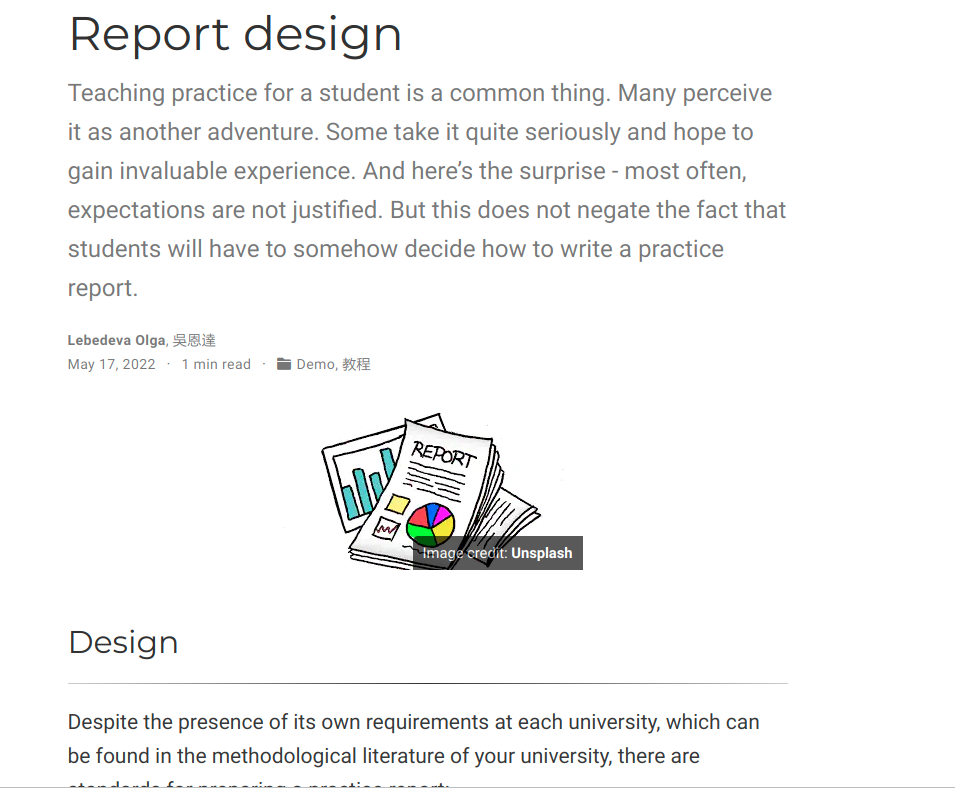 Report design
Teaching practice for a student is a common thing. Many perceive
it as another adventure. Some take it quite seriously and hope to
gain invaluable experience. And here’s the surprise - most often,
expectations are not justified. But this does not negate the fact that
students will have to somehow decide how to write a practice
report.
Lebedeva Olga, 吳恩達
May 17, 2022 · 1 min read · Demo, 教程
REPORT
Image credit: Unsplash
Design
Despite the presence of its own requirements at each university, which can
be found in the methodological literature of your university, there are
standards for preparing a practice report: